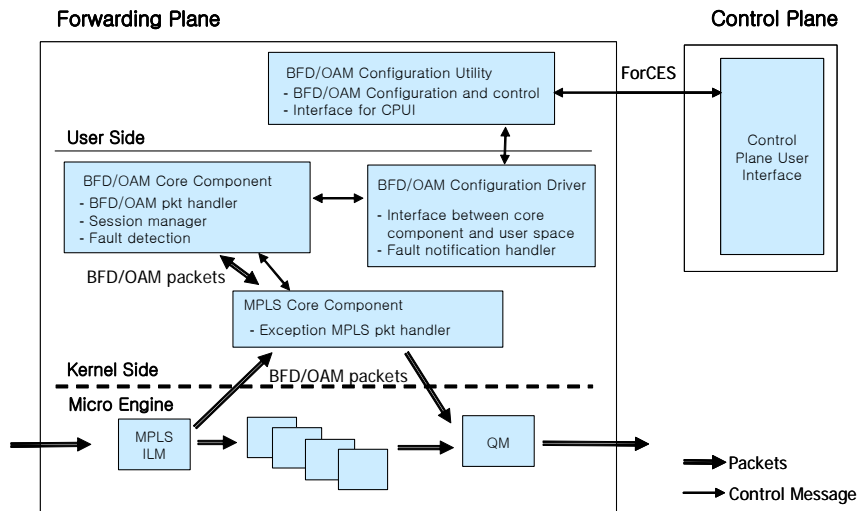 Forwarding Plane
Control Plane
BFD/OAM Configuration Utility
- BFD/OAM Configuration and control
- Interface for CPUI
ForCES
User Side
Control
Plane User
Interface
BFD/OAM Core Component
- BFD/OAM pkt handler
- Session manager
- Fault detection
BFD/OAM Configuration Driver
- Interface between core
component and user space
- Fault notification handler
BFD/OAM packets
MPLS Core Component
- Exception MPLS pkt handler
Kernel Side
BFD/OAM packets
Micro Engine
MPLS
ILM
QM
Packets
Control Message